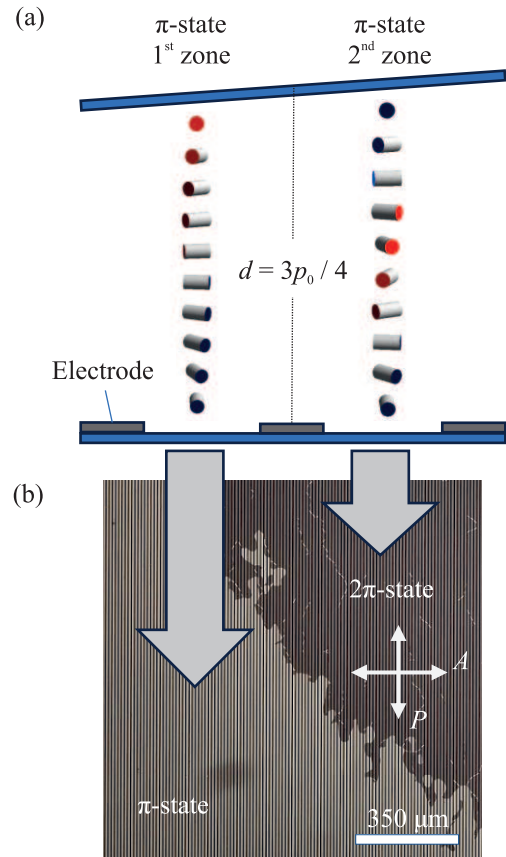 (a)
π-state
1st zone
π-state
2nd zone
d = 3p0 / 4
Electrode
(b)
2π-state
A
P
π-state
350 μm